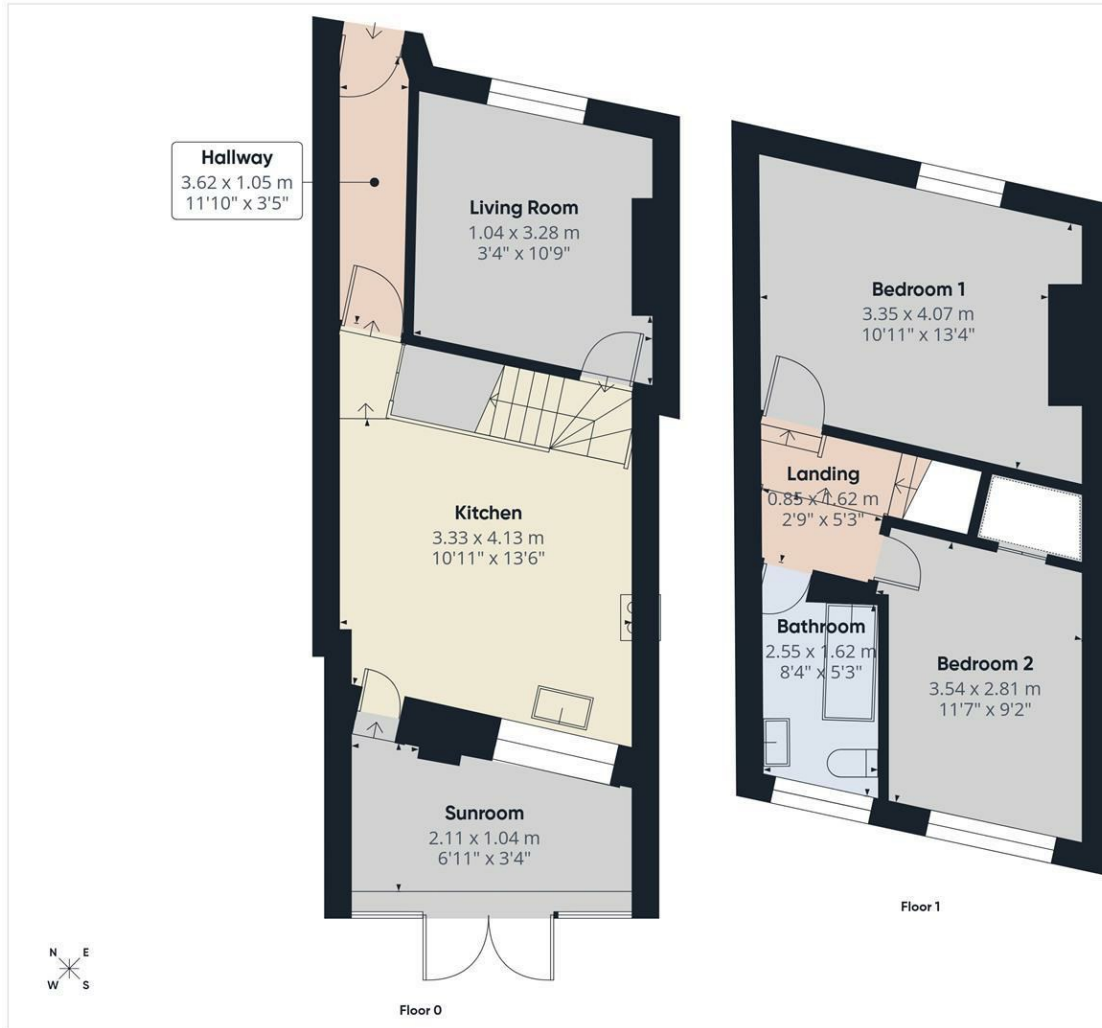 Hallway
3.62 x 1.05 m
11'10" x 3'5"
Living Room
1.04 x 3.28 m
3'4" x 10'9"
Kitchen
3.33 x 4.13 m
10'11" x 13'6"
Sunroom
2.11 x 1.04 m
6'11" x 3'4"
Floor 0
Bedroom 1
3.35 x 4.07 m
10'11" x 13'4"
Landing
0.85 x 1.62 m
2'9" x 5'3"
Bathroom
2.55 x 1.62 m
8'4" x 5'3"
Bedroom 2
3.54 x 2.81 m
11'7" x 9'2"
Floor 1
N E
W S